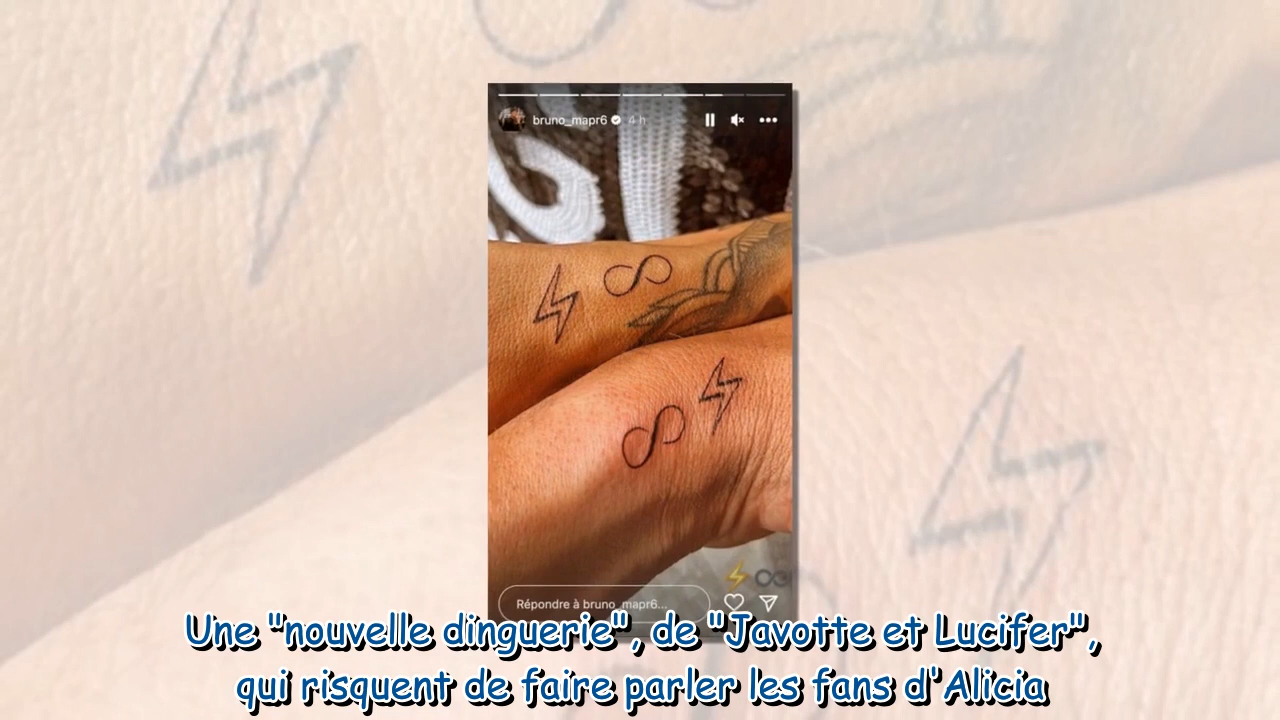 bruno_mapr6 4 h
Répondre à bruno_mapr6...
Une "nouvelle dinguerie", de "Javotte et Lucifer",
qui risquent de faire parler les fans d'Alicia